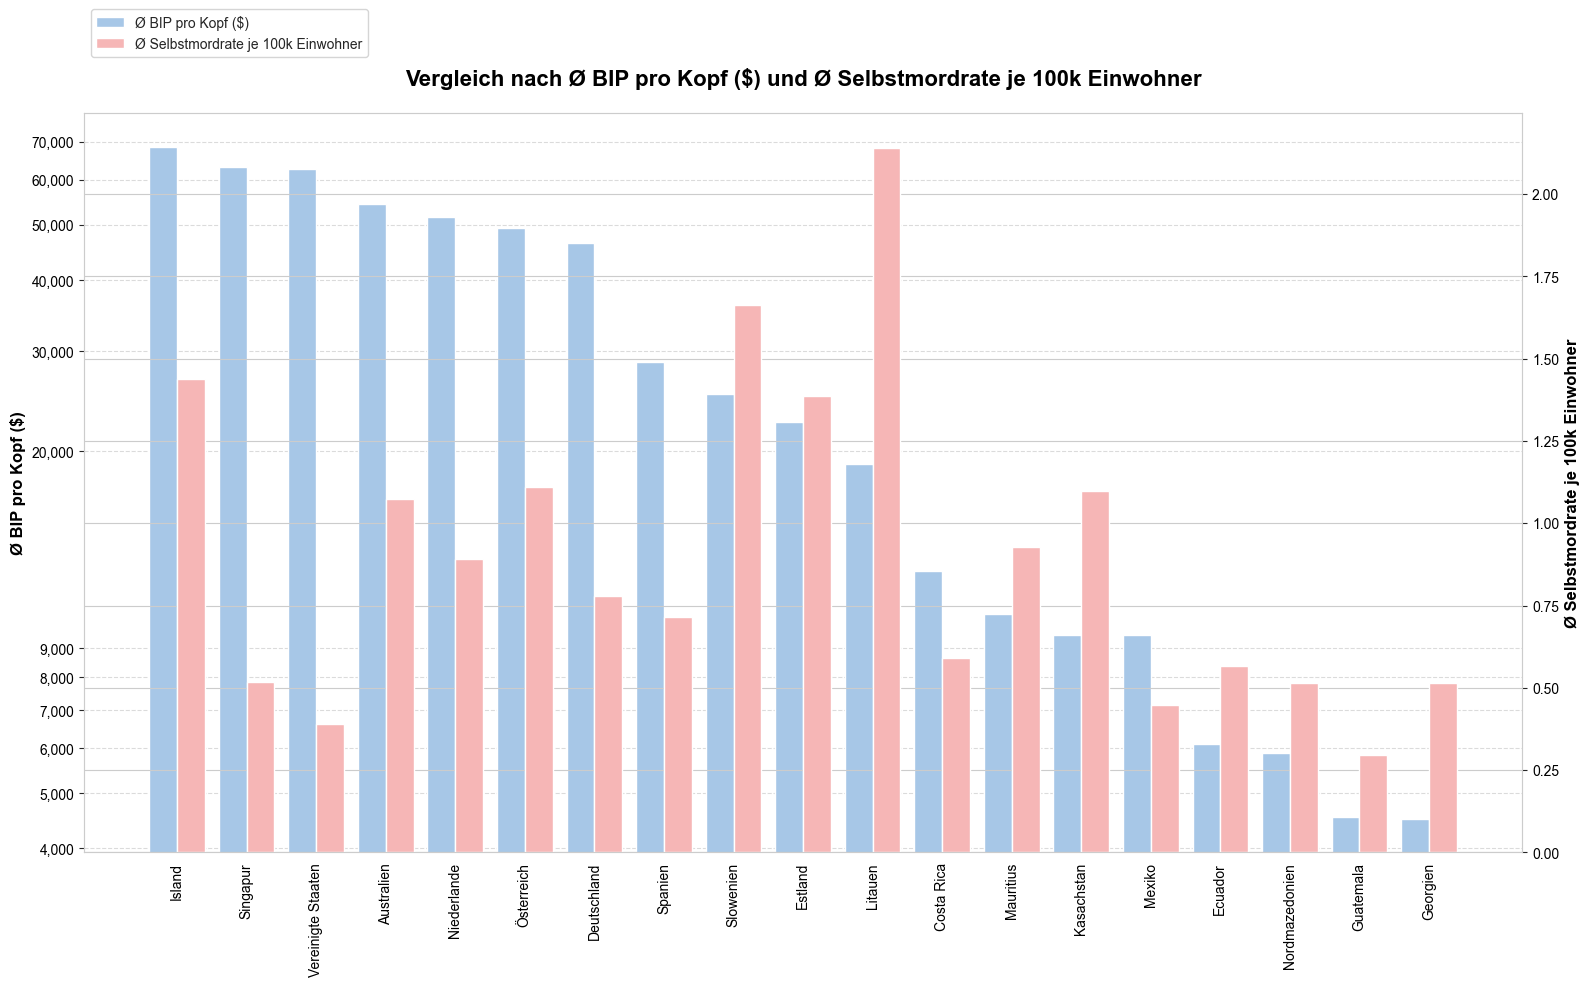 Ø BIP pro Kopf ($)
Ø Selbstmordrate je 100k Einwohner
Vergleich nach Ø BIP pro Kopf ($) und Ø Selbstmordrate je 100k Einwohner
Ø BIP pro Kopf ($)
70,000
60,000
50,000
40,000
30,000
20,000
9,000
8,000
7,000
6,000
5,000
4,000
2.00
1.75
1.50
1.25
1.00
0.75
0.50
0.25
0.00
Ø Selbstmordrate je 100k Einwohner
Island
Singapur
Vereinigte Staaten
Australien
Niederlande
Österreich
Deutschland
Spanien
Slowenien
Estland
Litauen
Costa Rica
Mauritius
Kasachstan
Mexiko
Ecuador
Nordmazedonien
Guatemala
Georgien